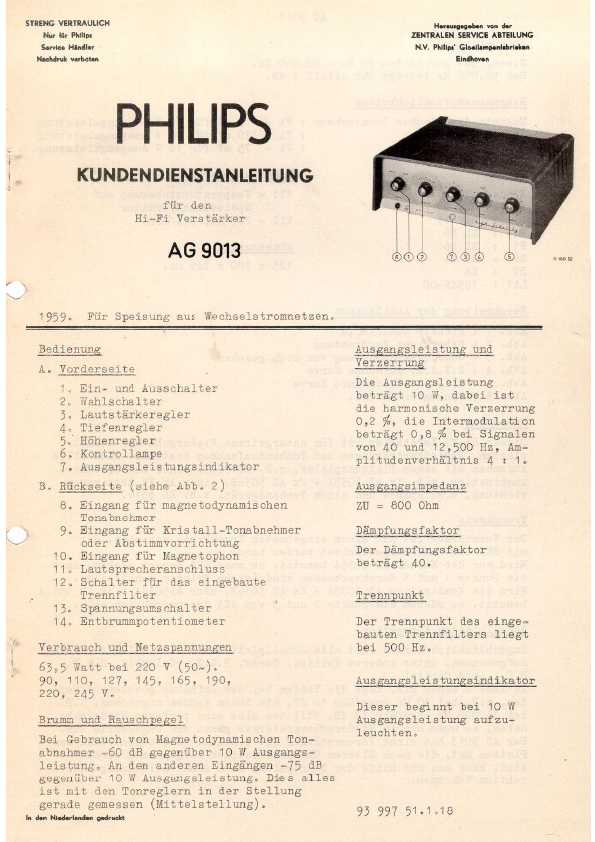 STRENG VERTRAULICH
Nur für Philips
Service Händler
Nachdruck verboten
Herausgegeben von der
ZENTRALEN SERVICE ABTEILUNG
N.V. Philips' Gloeilampenfabrieken
Eindhoven
PHILIPS
KUNDENDIENSTANLEITUNG
für den
Hi-Fi Verstärker
AG 9013
1959. Für Speisung aus Wechselstromnetzen.
Bedienung
A. Vorderseite
1. Ein- und Ausschalter
2. Wahlschalter
3. Lautstärkeregler
4. Tiefenregler
5. Höhenregler
6. Kontrollampe
7. Ausgangsleistungsindikator
B. Rückseite (siehe Abb. 2)
8. Eingang für magnetodynamischen
Tonabnehmer
9. Eingang für Kristall-Tonabnehmer
oder Abstimmvorrichtung
10. Eingang für Magnetophon
11. Lautsprecheranschluss
12. Schalter für das eingebaute
Trennfilter
13. Spannungsumschalter
14. Entbrummpotentiometer
Verbrauch und Netzspannungen
63,5 Watt bei 220 V (50~).
90, 110, 127, 145, 165, 190,
220, 245 V.
Brumm und Rauschpegel
Bei Gebrauch von Magnetodynamischen Ton-
abnahmer -60 dB gegenüber 10 W Ausgangs-
leistung. An den anderen Eingängen -75 dB
gegenüber 10 W Ausgangsleistung. Dies alles
ist mit den Tonreglern in der Stellung
gerade gemessen (Mittelstellung).
In den Niederlanden gedruckt
Ausgangsleistung und
Verzerrung
Die Ausgangsleistung
beträgt 10 W, dabei ist
die harmonische Verzerrung
0,2 %, die Intermodulation
beträgt 0,8 % bei Signalen
von 40 und 12,500 Hz, Am-
plitudenverhältnis 4 : 1.
Ausgangsimpedanz
ZU = 800 Ohm
Dämpfungsfaktor
Der Dämpfungsfaktor
beträgt 40.
Trennpunkt
Der Trennpunkt des einge-
bauten Trennfilters liegt
bei 500 Hz.
Ausgangsleistungsindikator
Dieser beginnt bei 10 W
Ausgangsleistung aufzu-
leuchten.
93 997 51.1.18